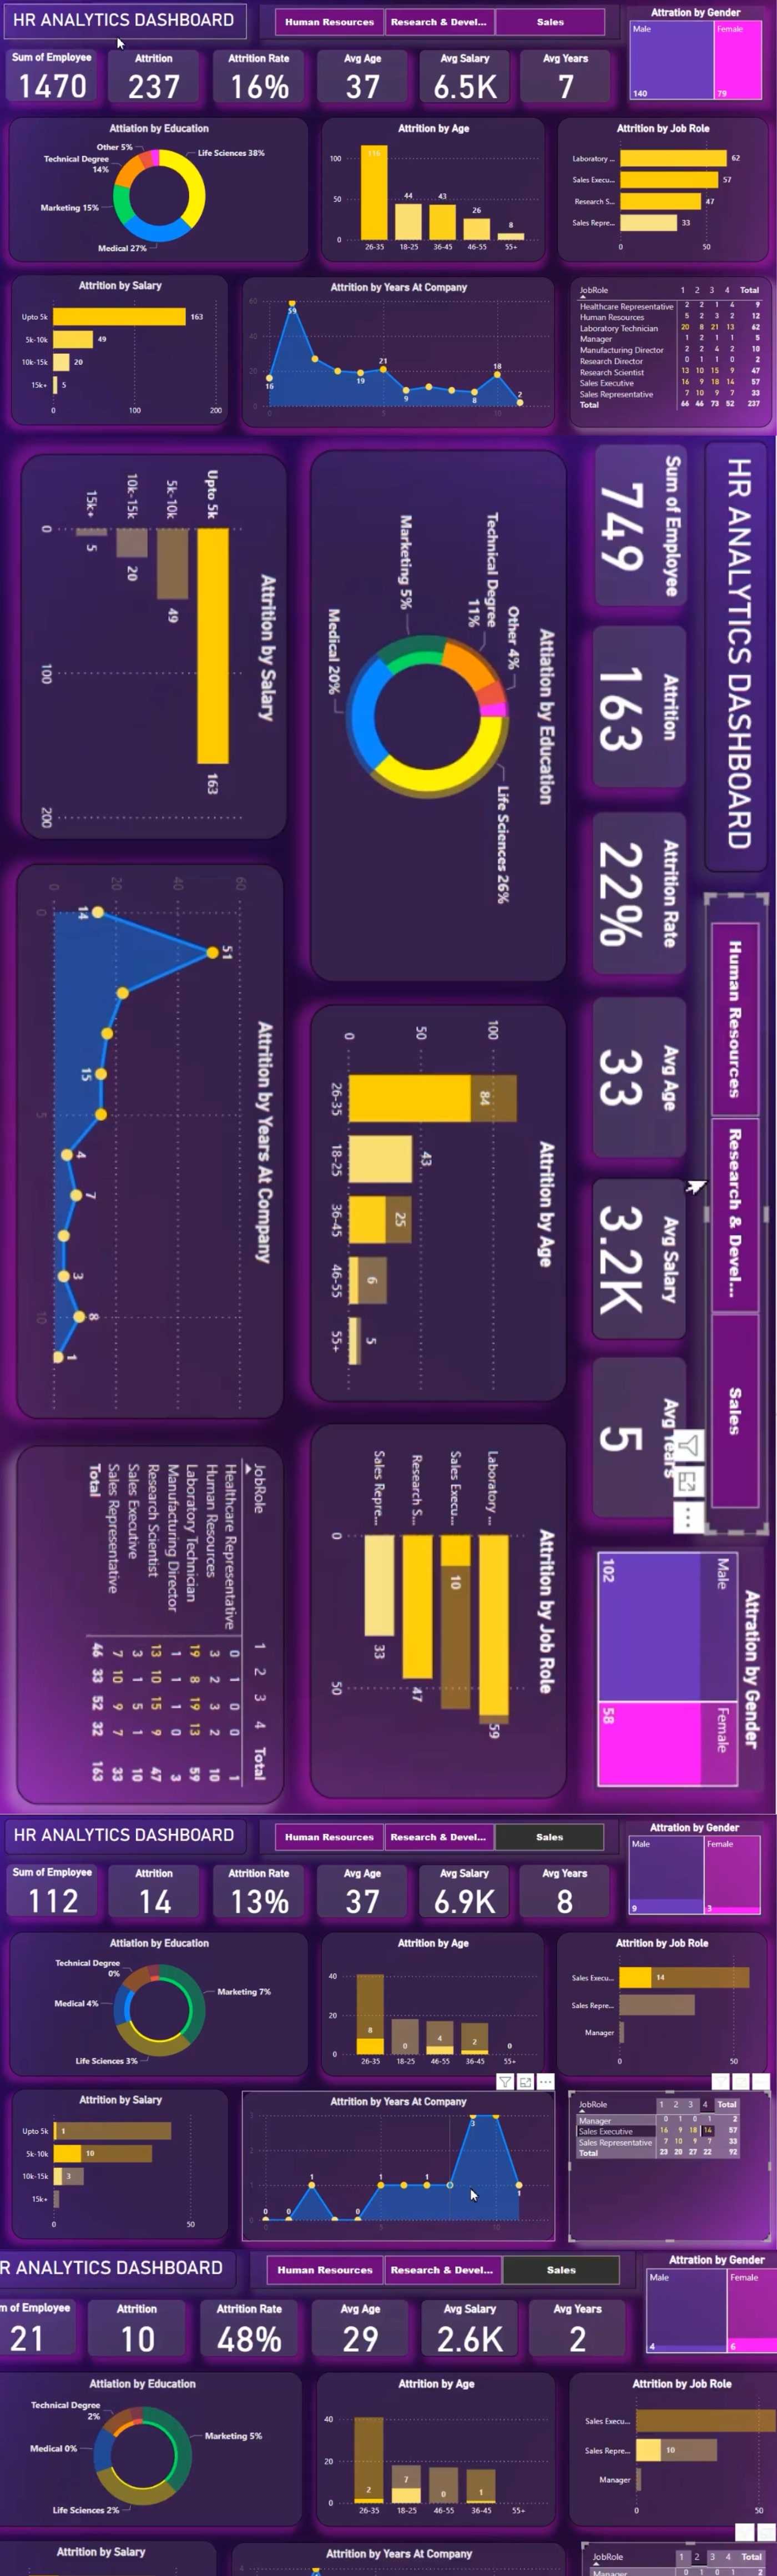 HR ANALYTICS DASHBOARD
Human Resources
Research & Devel...
Sales
Attration by Gender
Male
Female
140
79
Sum of Employee
1470
Attrition
237
Attrition Rate
16%
Avg Age
37
Avg Salary
6.5K
Avg Years
7
Attiation by Education
Other 5%
Technical Degree
14%
Life Sciences 38%
Marketing 15%
Medical 27%
Attrition by Age
100
50
0
116
44
43
26
8
26-35 18-25 36-45 46-55 55+
Attrition by Job Role
Laboratory ... 62
Sales Execu... 57
Research S... 47
Sales Repre... 33
0 50
Attrition by Salary
Upto 5k 163
5k-10k 49
10k-15k 20
15k+ 5
0 100 200
Attrition by Years At Company
60
40
20
0
16
59
19
21
9
8
18
2
0 5 10
JobRole 1 2 3 4 Total
Healthcare Representative 2 2 1 4 9
Human Resources 5 2 3 2 12
Laboratory Technician 20 8 21 13 62
Manager 1 2 1 1 5
Manufacturing Director 2 2 4 2 10
Research Director 0 1 1 0 2
Research Scientist 13 10 15 9 47
Sales Executive 16 9 18 14 57
Sales Representative 7 10 9 7 33
Total 66 46 73 52 237
HR ANALYTICS DASHBOARD
Human Resources
Research & Devel...
Sales
Attration by Gender
Male
Female
102
58
Sum of Employee
749
Attrition
163
Attrition Rate
22%
Avg Age
33
Avg Salary
3.2K
Avg Years
5
Attiation by Education
Other 4%
Technical Degree
11%
Life Sciences 26%
Marketing 5%
Medical 20%
Attrition by Age
100
50
0
84
43
25
6
5
26-35 18-25 36-45 46-55 55+
Attrition by Job Role
Laboratory ... 59
Sales Execu... 10
Research S... 47
Sales Repre... 33
0 50
Attrition by Salary
Upto 5k 163
5k-10k 49
10k-15k 20
15k+ 5
0 100 200
Attrition by Years At Company
60
40
20
0
14
51
15
4
7
3
8
1
0 5 10
JobRole 1 2 3 4 Total
Healthcare Representative 0 1 0 0 1
Human Resources 3 2 3 2 10
Laboratory Technician 19 8 19 13 59
Manufacturing Director 1 1 1 0 3
Research Scientist 13 10 15 9 47
Sales Executive 3 1 5 1 10
Sales Representative 7 10 9 7 33
Total 46 33 52 32 163
HR ANALYTICS DASHBOARD
Human Resources
Research & Devel...
Sales
Attration by Gender
Male
Female
9
3
Sum of Employee
112
Attrition
14
Attrition Rate
13%
Avg Age
37
Avg Salary
6.9K
Avg Years
8
Attiation by Education
Technical Degree
0%
Marketing 7%
Medical 4%
Life Sciences 3%
Attrition by Age
40
20
0
8
0
4
2
0
26-35 18-25 46-55 36-45 55+
Attrition by Job Role
Sales Execu... 14
Sales Repre...
Manager
0 50
Attrition by Salary
Upto 5k 1
5k-10k 10
10k-15k 3
15k+
0 50
Attrition by Years At Company
3
2
1
0
0
0
1
0
1
1
3
1
0 5 10
JobRole 1 2 3 4 Total
Manager 0 1 0 1 2
Sales Executive 16 9 18 14 57
Sales Representative 7 10 9 7 33
Total 23 20 27 22 92
R ANALYTICS DASHBOARD
Human Resources
Research & Devel...
Sales
Attration by Gender
Male
Female
4
6
m of Employee
21
Attrition
10
Attrition Rate
48%
Avg Age
29
Avg Salary
2.6K
Avg Years
2
Attiation by Education
Technical Degree
2%
Marketing 5%
Medical 0%
Life Sciences 2%
Attrition by Age
40
20
0
2
7
0
1
26-35 18-25 46-55 36-45 55+
Attrition by Job Role
Sales Execu...
Sales Repre... 10
Manager
0 50
Attrition by Salary
Attrition by Years At Company
4
JobRole 1 2 3 4 Total
Manager 0 1 0 1 2